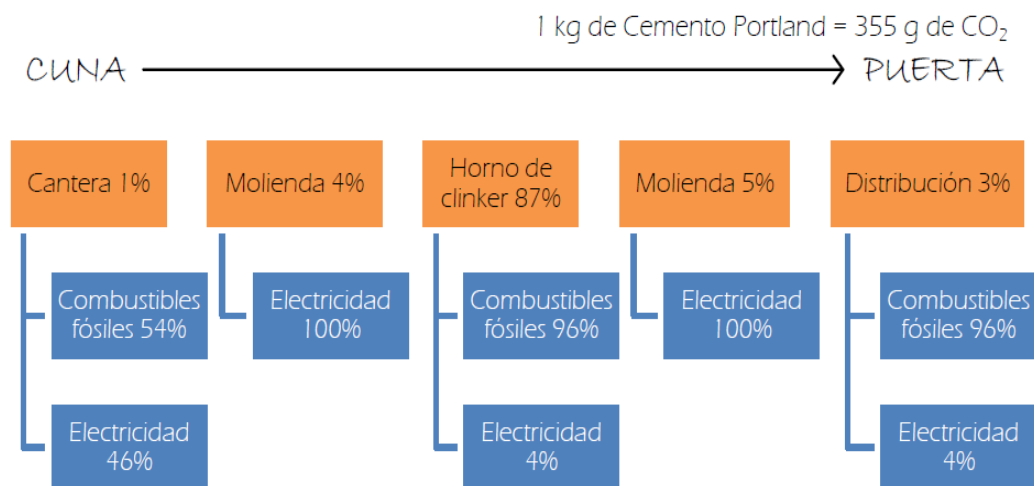 1 kg de Cemento Portland = 355 g de CO₂
CUNA
PUERTA
Cantera 1%
Molienda 4%
Horno de
clinker 87%
Molienda 5%
Distribución 3%
Combustibles
fósiles 54%
Electricidad
100%
Combustibles
fósiles 96%
Electricidad
100%
Combustibles
fósiles 96%
Electricidad
46%
Electricidad
4%
Electricidad
4%